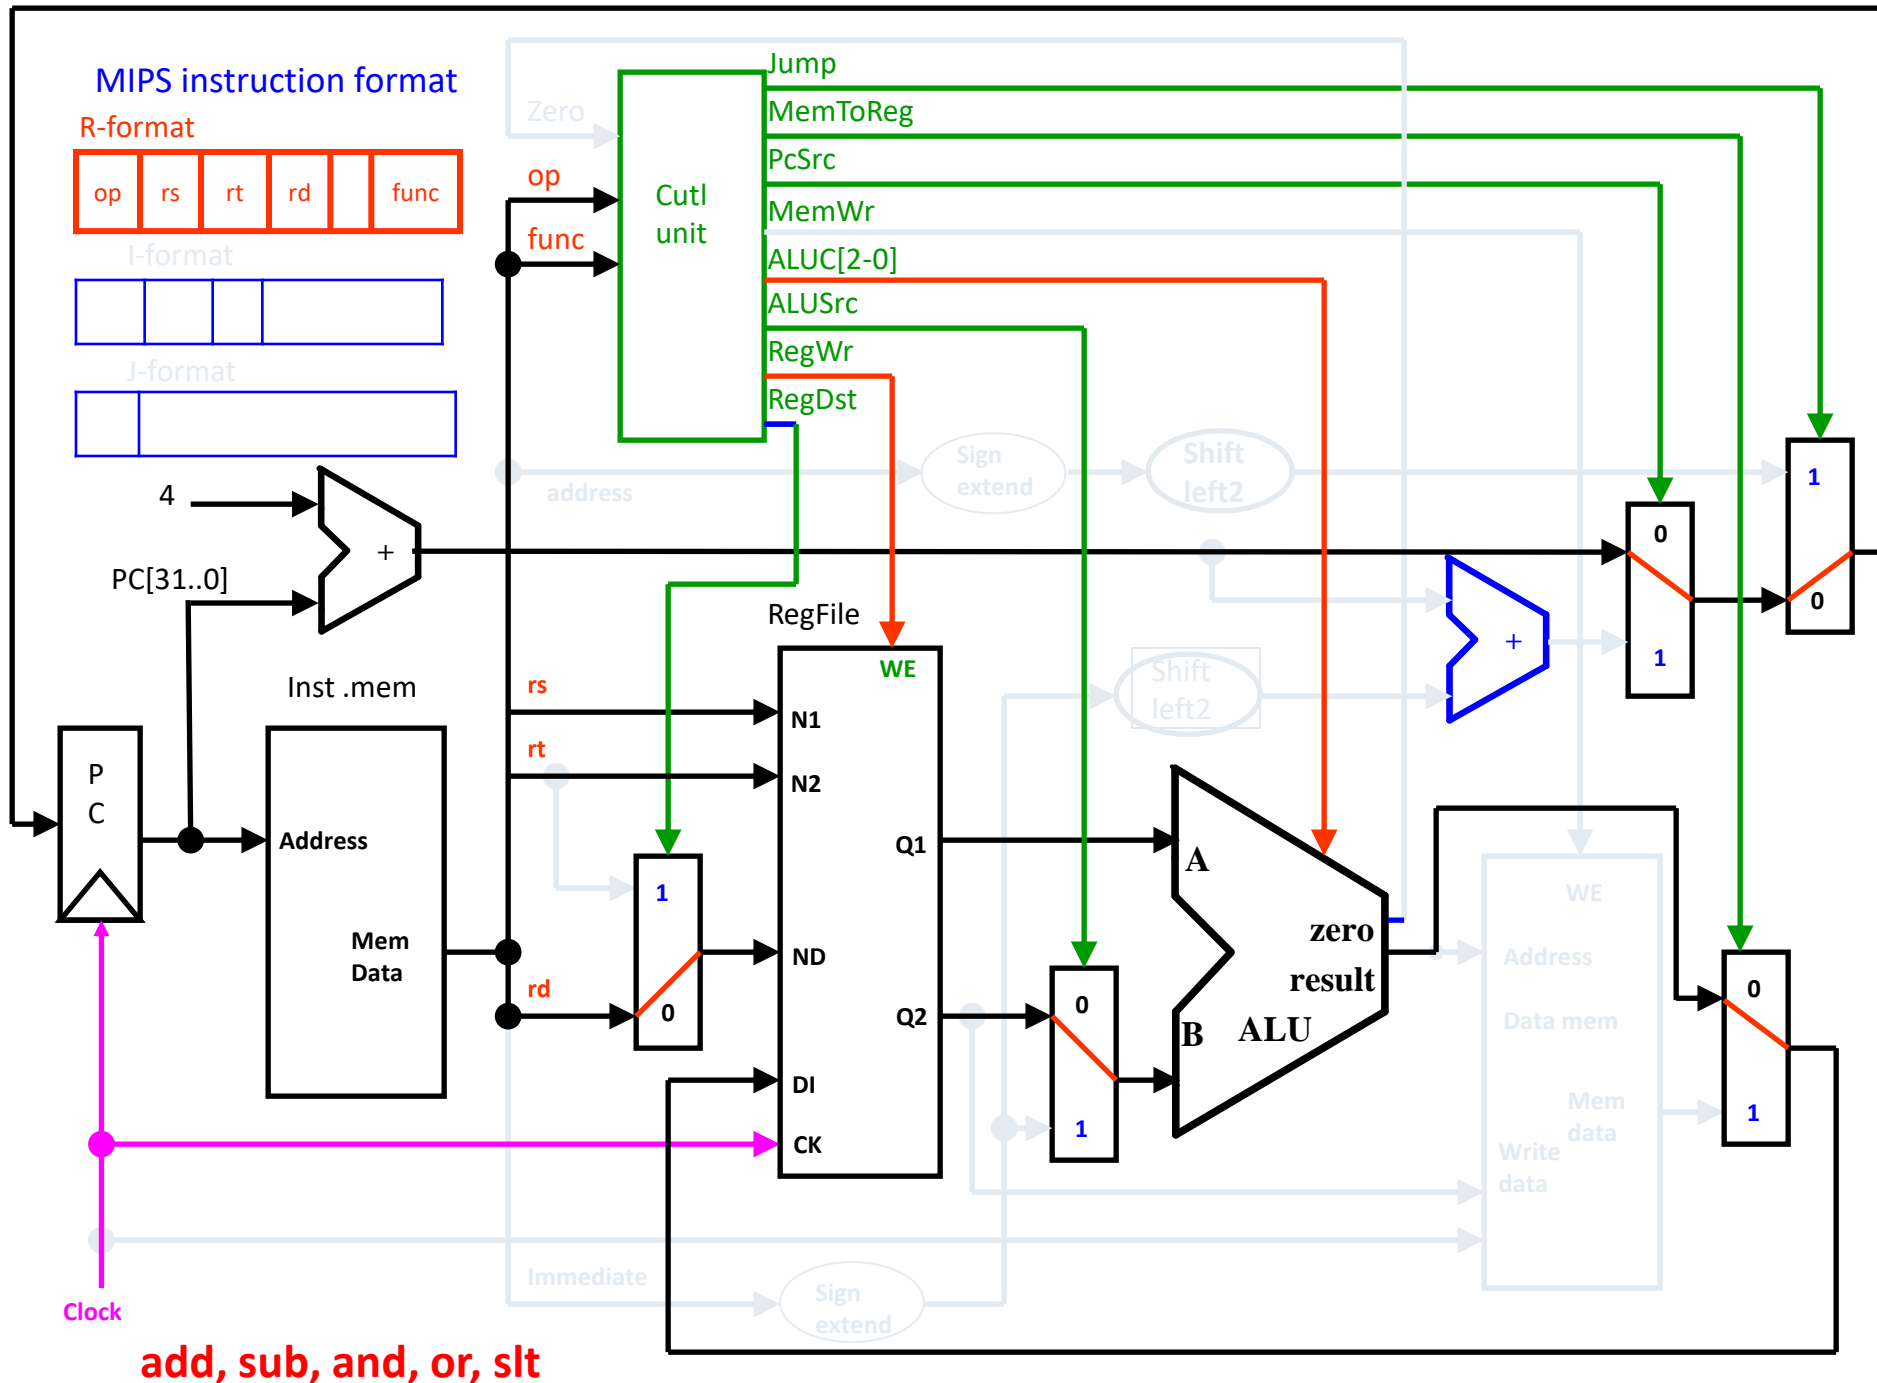 MIPS instruction format
R-format
op rs rt rd func
I-format
J-format
Zero
op
func
Cutl
unit
Jump
MemToReg
PcSrc
MemWr
ALUC[2-0]
ALUSrc
RegWr
RegDst
address
Sign
extend
Shift
left2
1
0
0
1
4
+
PC[31..0]
+
Shift
left2
RegFile
WE
Inst .mem
rs
N1
rt
N2
P
C
Address
Mem
Data
1
0
rd
ND
Q1
Q2
DI
CK
0
1
A
B
zero
result
ALU
WE
Address
Data mem
Mem
data
Write
data
0
1
Immediate
Sign
extend
Clock
add, sub, and, or, slt